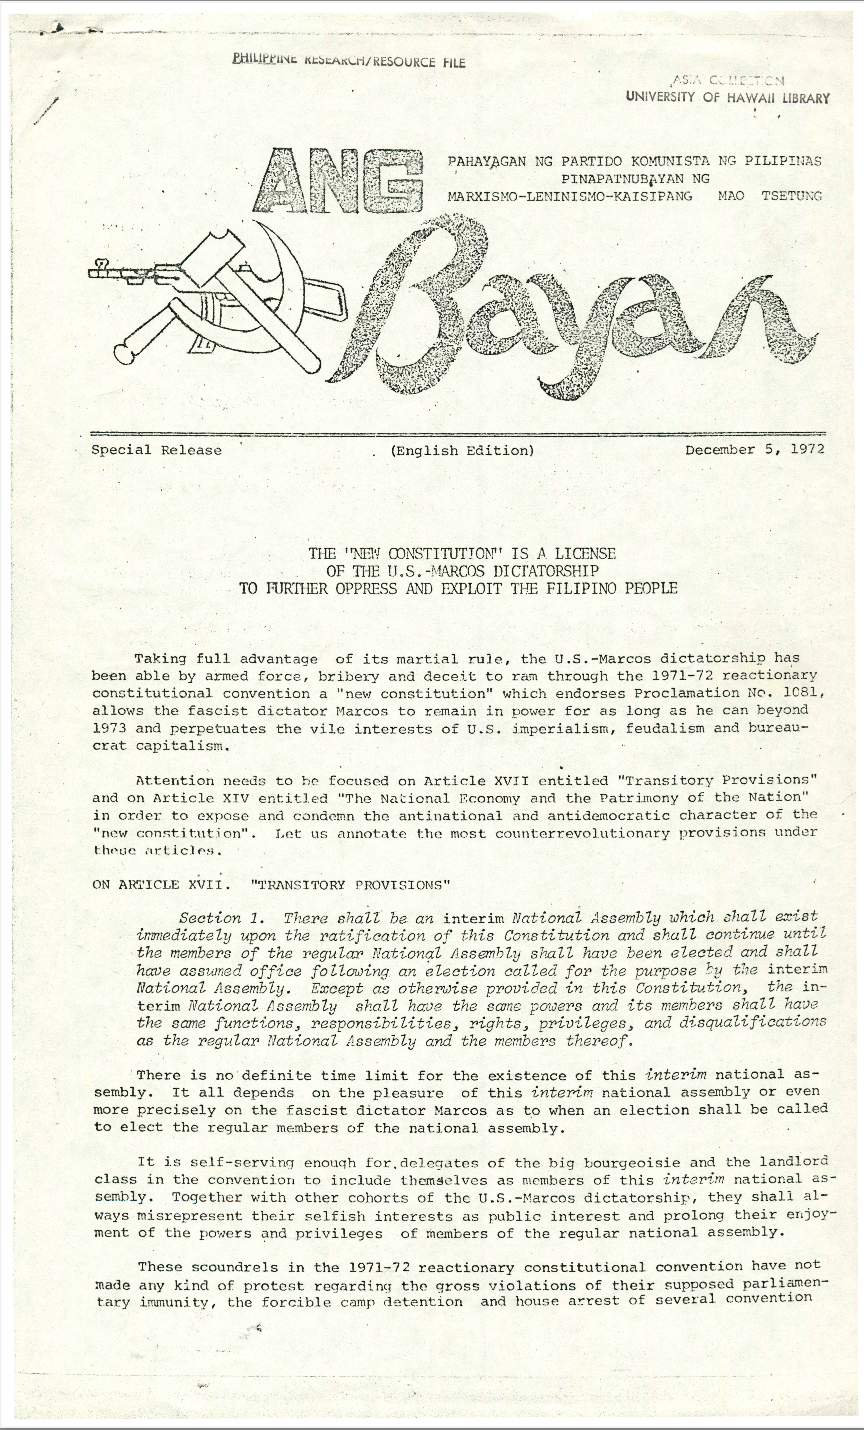 PHILIPPINE RESEARCH/RESOURCE FILE
ASIA COLLECTION
UNIVERSITY OF HAWAII LIBRARY
ANG
PAHAYAGAN NG PARTIDO KOMUNISTA NG PILIPINAS
PINAPATNUBAYAN NG
MARXISMO-LENINISMO-KAISIPANG MAO TSETUNG
Bayan
Special Release (English Edition) December 5, 1972
THE "NEW CONSTITUTION" IS A LICENSE
OF THE U.S.-MARCOS DICTATORSHIP
TO FURTHER OPPRESS AND EXPLOIT THE FILIPINO PEOPLE
Taking full advantage of its martial rule, the U.S.-Marcos dictatorship has
been able by armed force, bribery and deceit to ram through the 1971-72 reactionary
constitutional convention a "new constitution" which endorses Proclamation No. 1081,
allows the fascist dictator Marcos to remain in power for as long as he can beyond
1973 and perpetuates the vile interests of U.S. imperialism, feudalism and bureau-
crat capitalism.
Attention needs to be focused on Article XVII entitled "Transitory Provisions"
and on Article XIV entitled "The National Economy and the Patrimony of the Nation"
in order to expose and condemn the antinational and antidemocratic character of the
"new constitution". Let us annotate the most counterrevolutionary provisions under
these articles.
ON ARTICLE XVII. "TRANSITORY PROVISIONS"
Section 1. There shall be an interim National Assembly which shall exist
immediately upon the ratification of this Constitution and shall continue until
the members of the regular National Assembly shall have been elected and shall
have assumed office following an election called for the purpose by the interim
National Assembly. Except as otherwise provided in this Constitution, the in-
terim National Assembly shall have the same powers and its members shall have
the same functions, responsibilities, rights, privileges, and disqualifications
as the regular National Assembly and the members thereof.
There is no definite time limit for the existence of this interim national as-
sembly. It all depends on the pleasure of this interim national assembly or even
more precisely on the fascist dictator Marcos as to when an election shall be called
to elect the regular members of the national assembly.
It is self-serving enough for delegates of the big bourgeoisie and the landlord
class in the convention to include themselves as members of this interim national as-
sembly. Together with other cohorts of the U.S.-Marcos dictatorship, they shall al-
ways misrepresent their selfish interests as public interest and prolong their enjoy-
ment of the powers and privileges of members of the regular national assembly.
These scoundrels in the 1971-72 reactionary constitutional convention have not
made any kind of protest regarding the gross violations of their supposed parliamen-
tary immunity, the forcible camp detention and house arrest of several convention